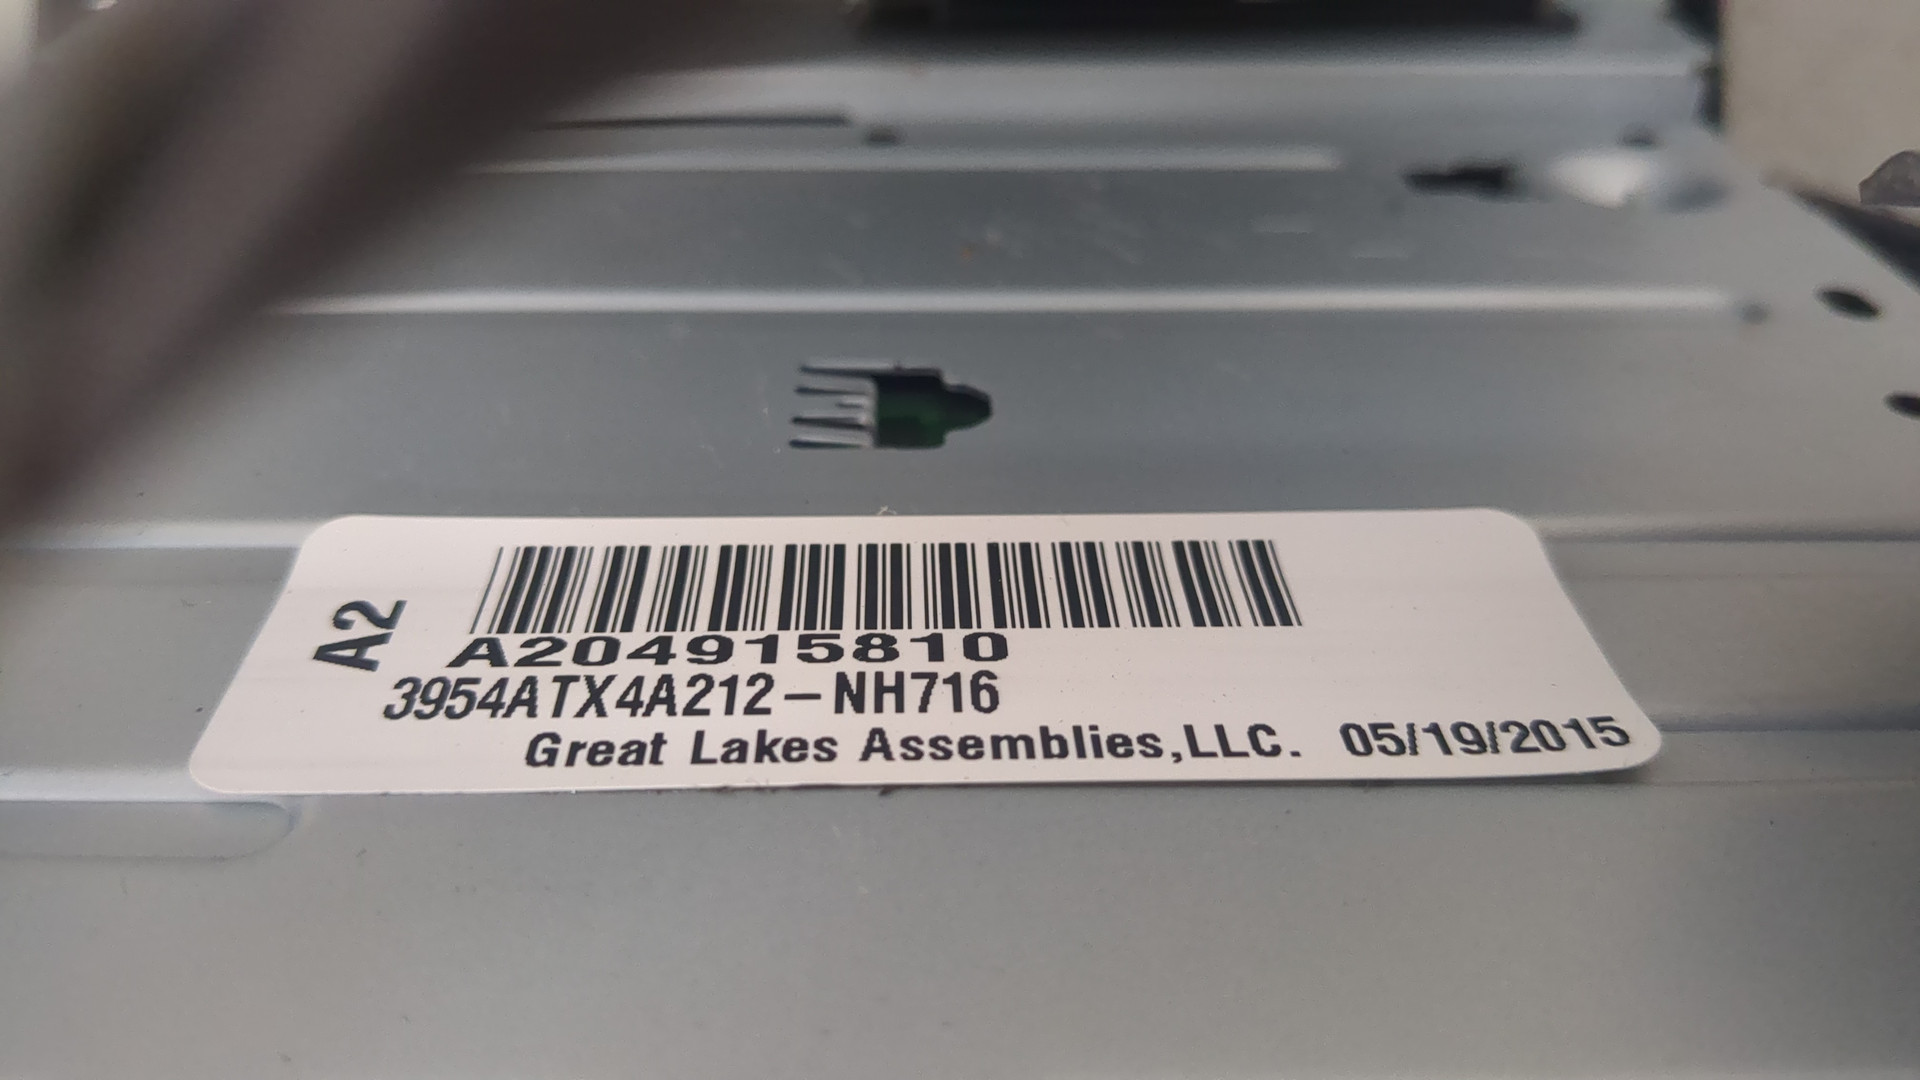 A2
A204915810
3954ATX4A212-NH716
Great Lakes Assemblies,LLC. 05/19/2015